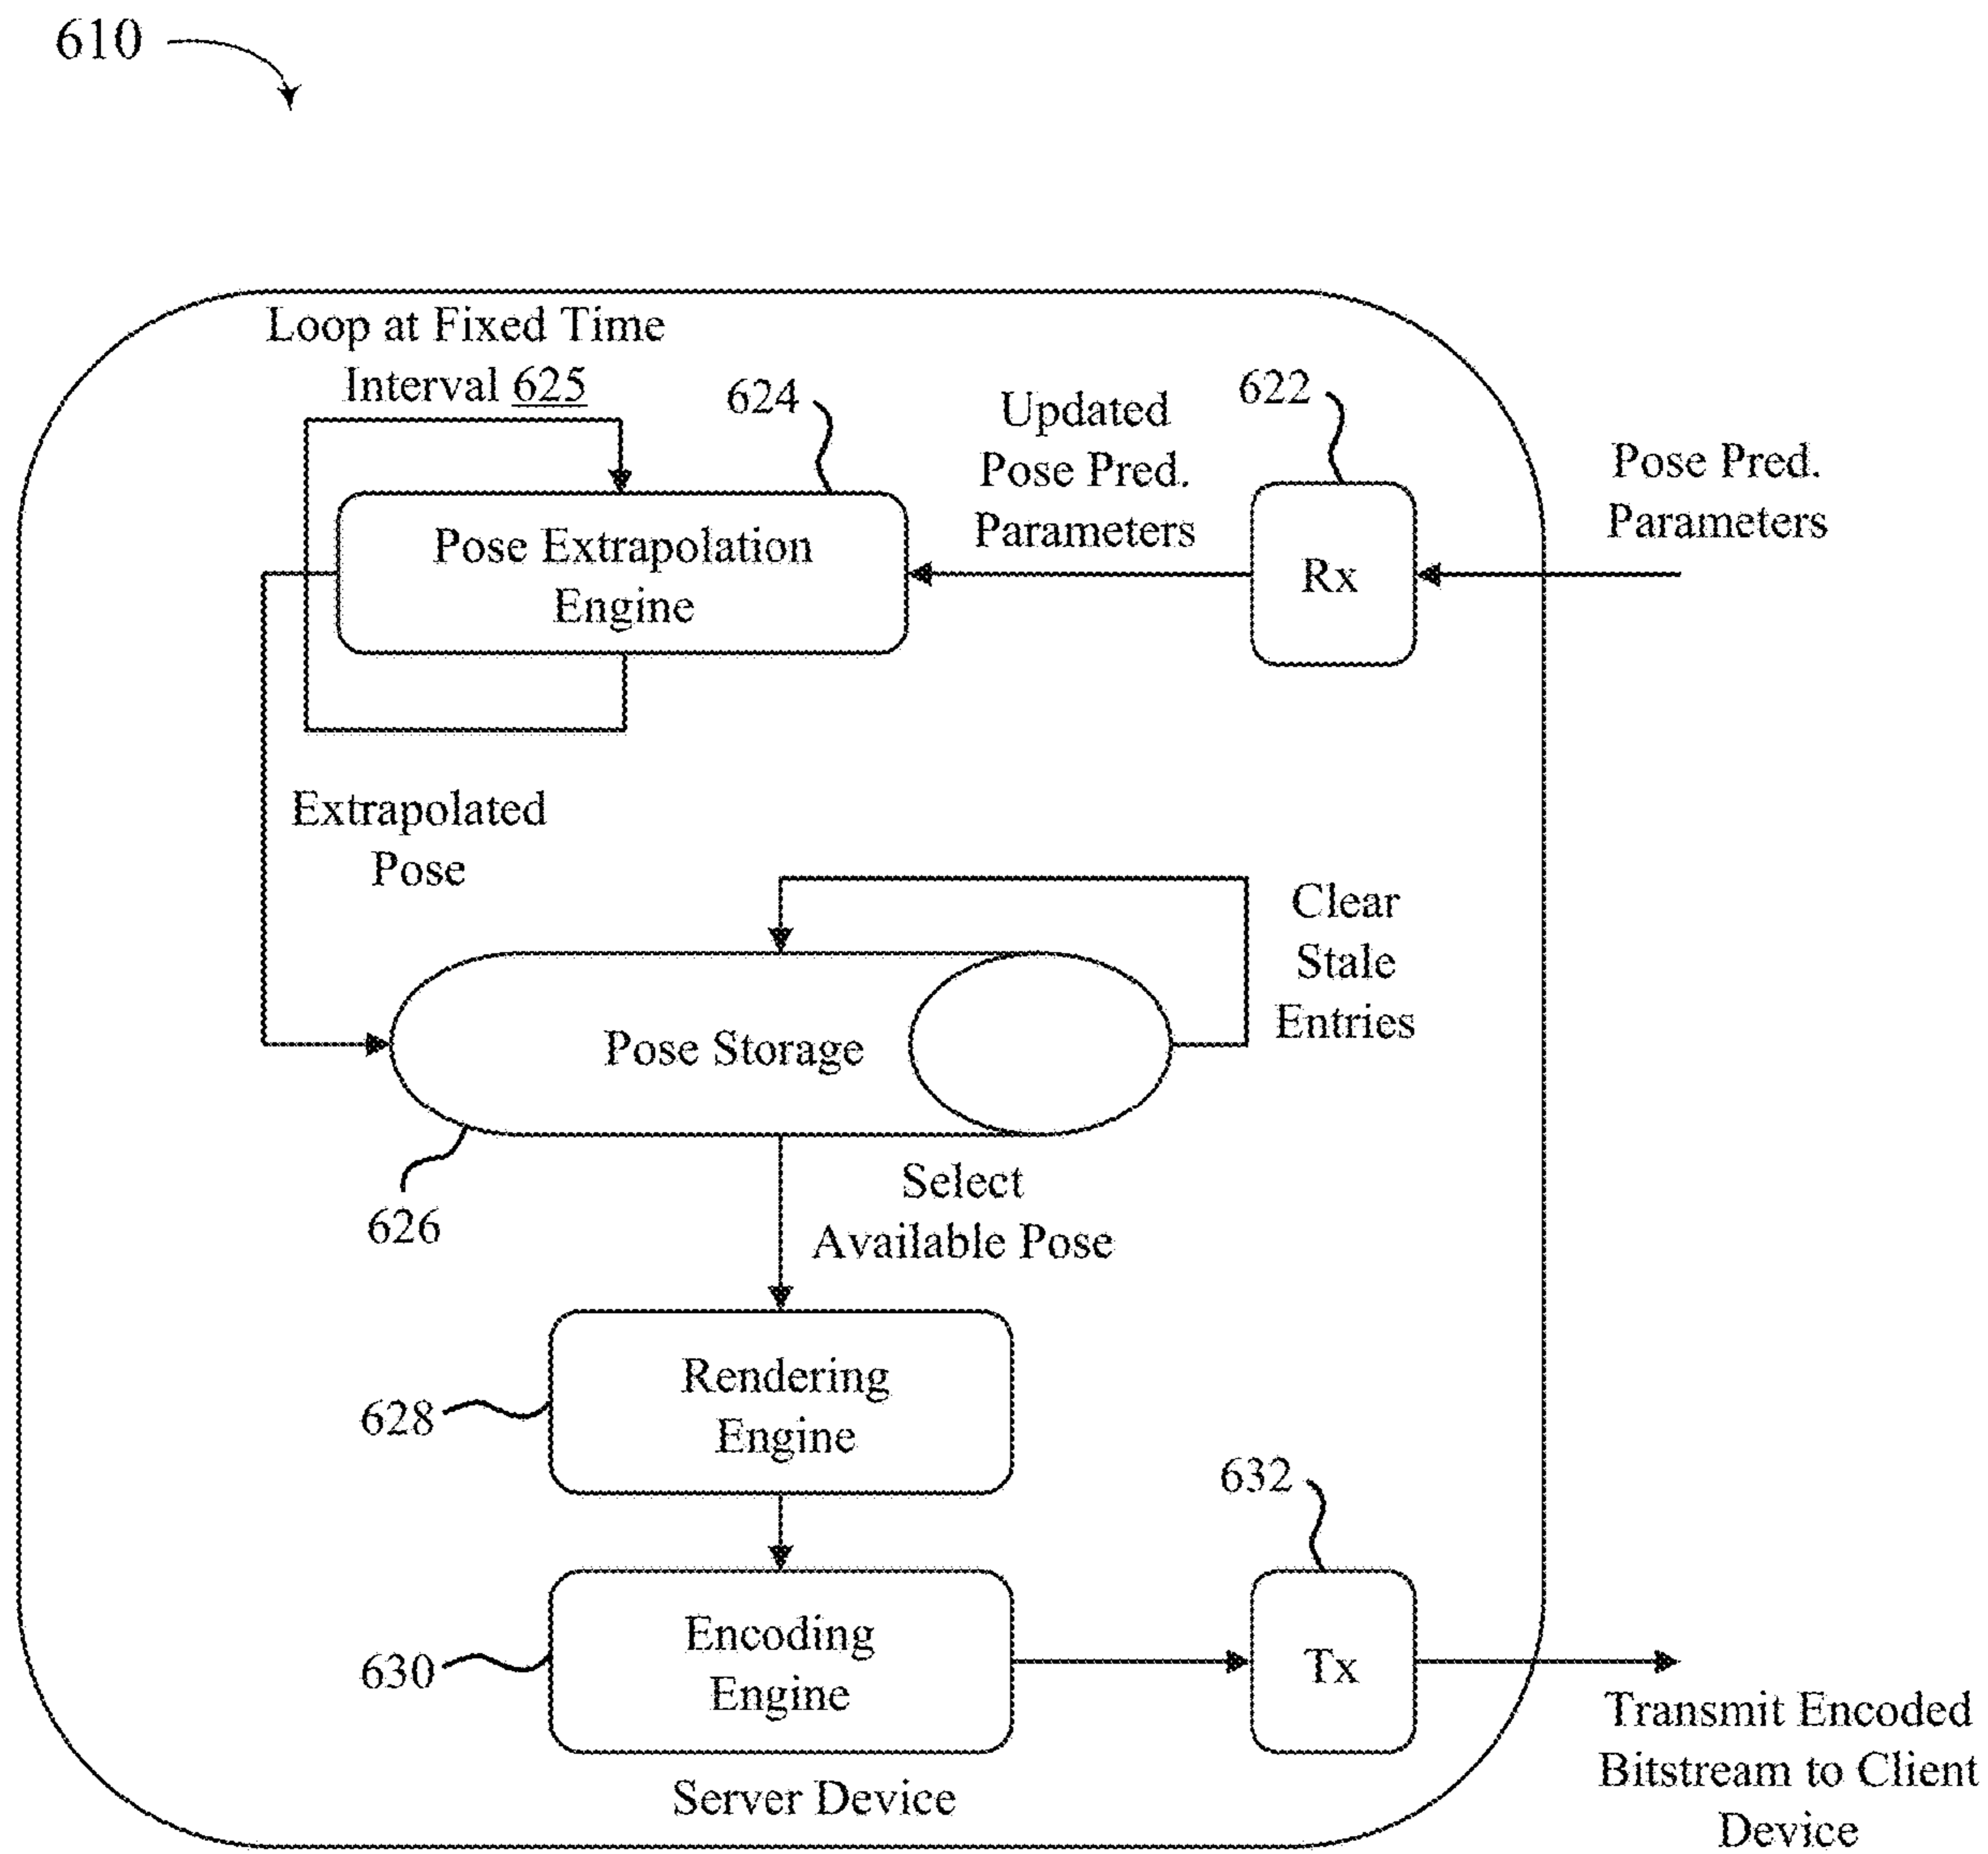 610
Loop at Fixed Time
Interval 625
624
Updated
Pose Pred.
Parameters
622
Pose Pred.
Parameters
Pose Extrapolation
Engine
Rx
Extrapolated
Pose
Clear
Stale
Entries
Pose Storage
626
Select
Available Pose
Rendering
Engine
628
632
Encoding
Engine
630
Tx
Server Device
Transmit Encoded
Bitstream to Client
Device